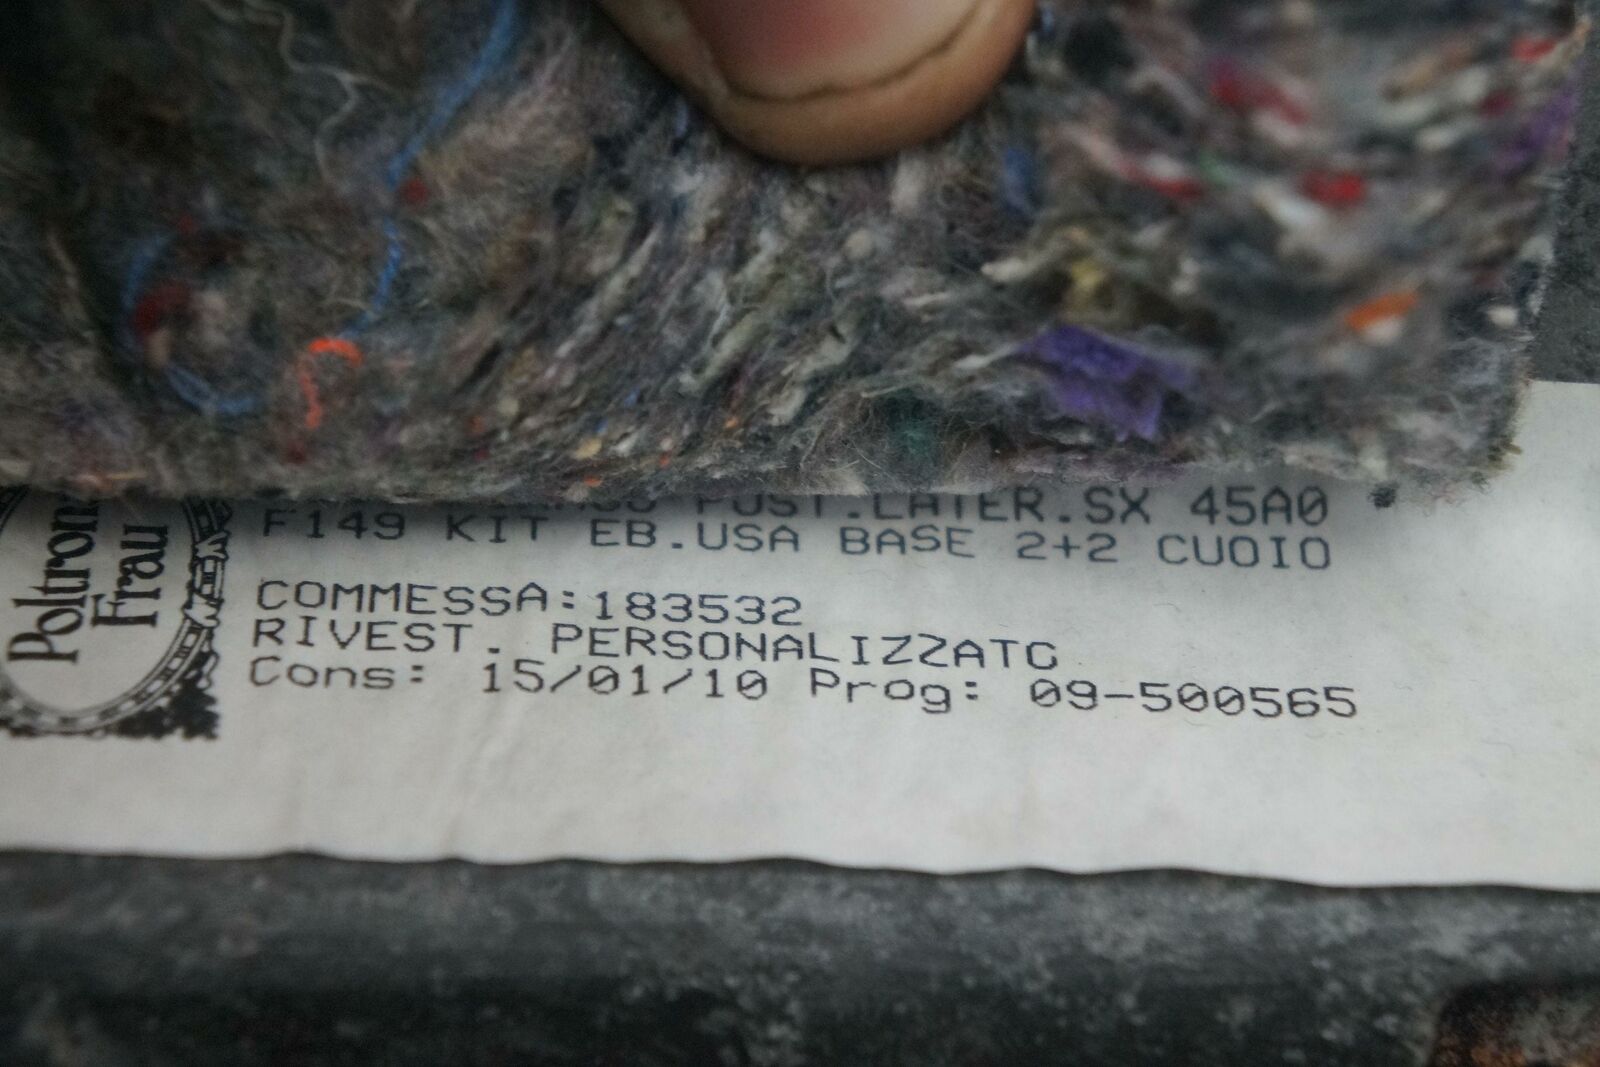 Poltrona
Frau
POST.LATER.SX 45A0
F149 KIT EB.USA BASE 2+2 CUOIO
COMMESSA:183532
RIVEST. PERSONALIZZATO
Cons: 15/01/10 Prog: 09-500565